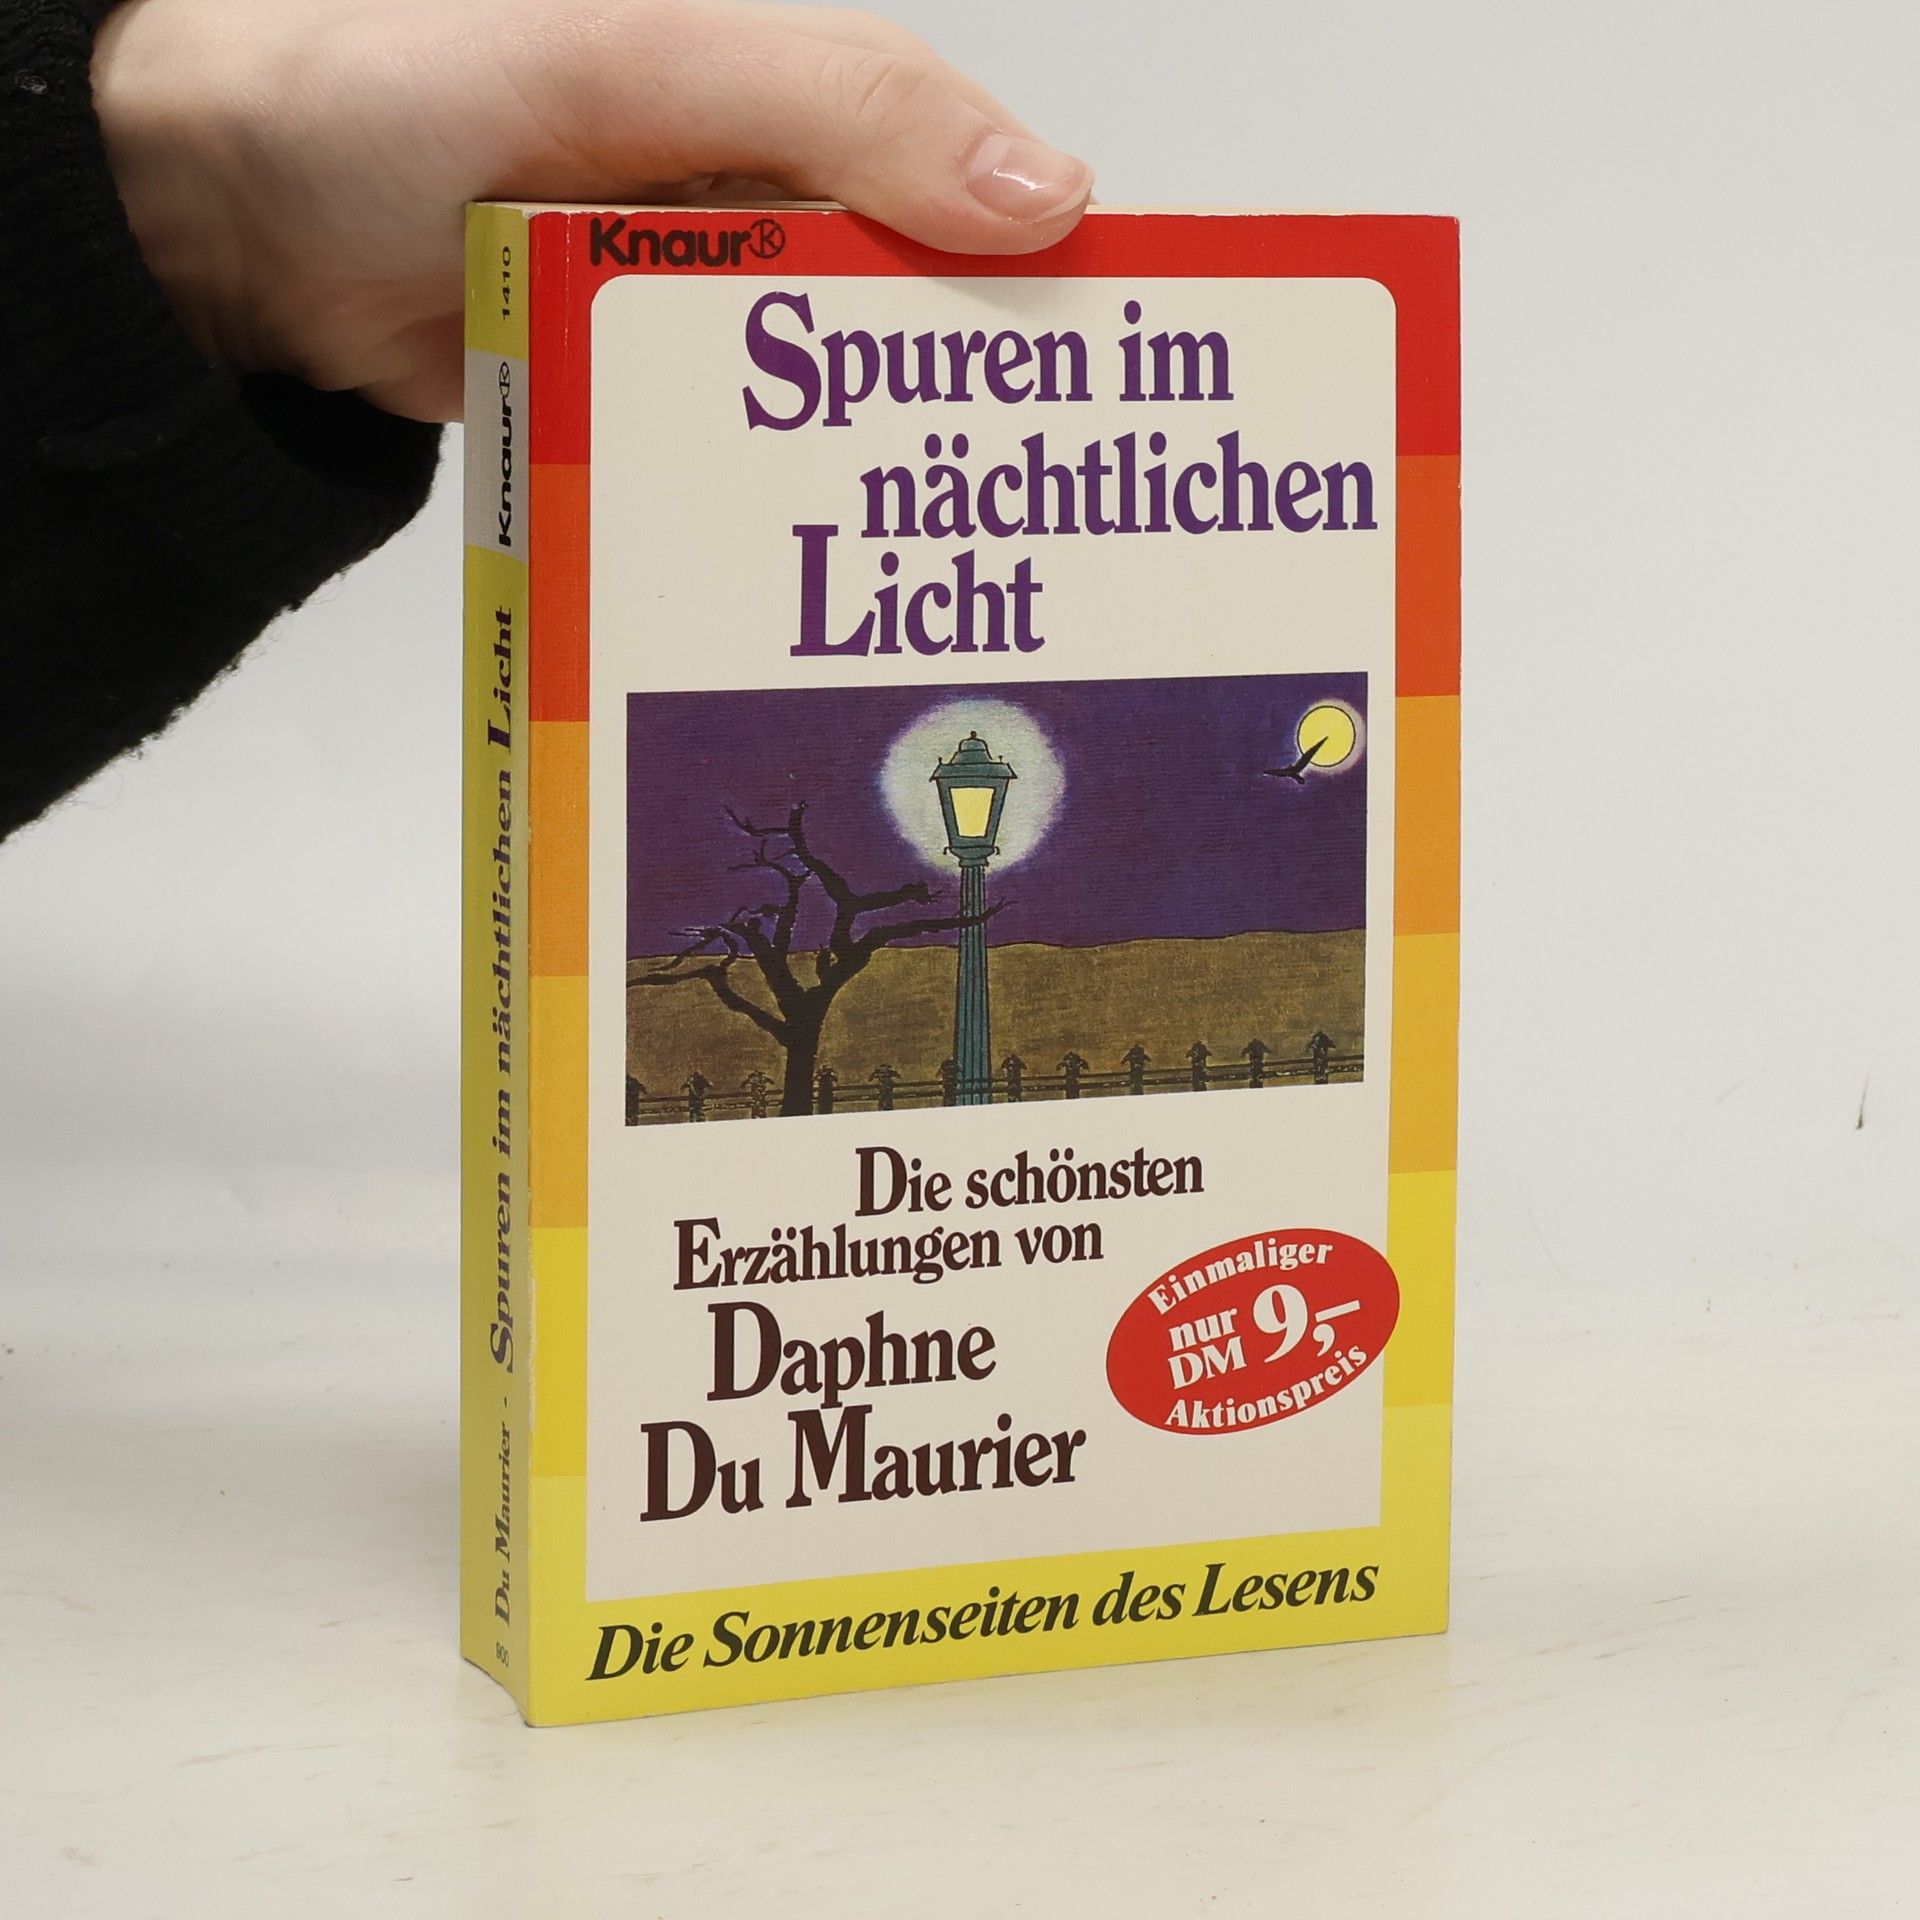 Knaur
Spuren im
nächtlichen
Licht
Die schönsten
Erzählungen von
Daphne
Du Maurier
Einmaliger
nur
DM 9,–
Aktionspreis
Die Sonnenseiten des Lesens
800 Du Maurier - Spuren im nächtlichen Licht Knaur 1410